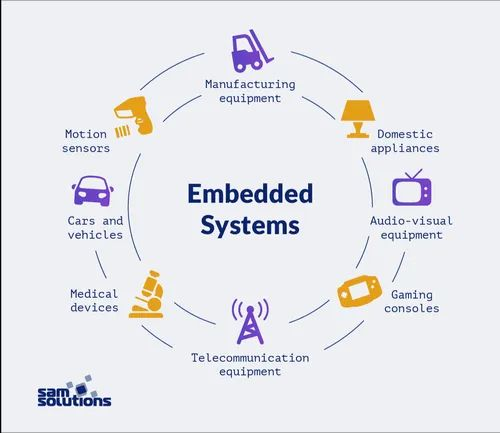 Manufacturing
equipment
Motion
sensors
Domestic
appliances
Embedded
Systems
Cars and
vehicles
Audio-visual
equipment
Medical
devices
Gaming
consoles
Telecommunication
equipment
sam
solutions